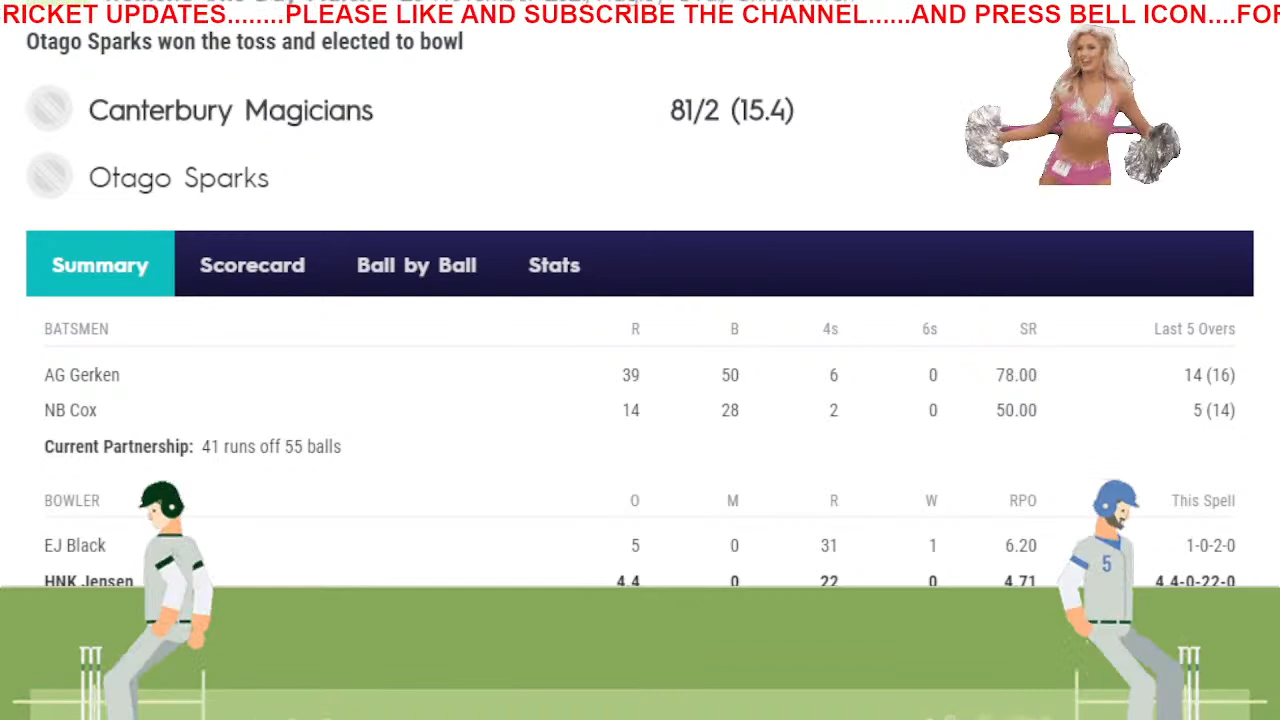 RICKET UPDATES........PLEASE LIKE AND SUBSCRIBE THE CHANNEL......AND PRESS BELL ICON....FOR
Otago Sparks won the toss and elected to bowl
Canterbury Magicians 81/2 (15.4)
Otago Sparks
Summary Scorecard Ball by Ball Stats
BATSMEN R B 4s 6s SR Last 5 Overs
AG Gerken 39 50 6 0 78.00 14 (16)
NB Cox 14 28 2 0 50.00 5 (14)
Current Partnership: 41 runs off 55 balls
BOWLER O M R W RPO This Spell
EJ Black 5 0 31 1 6.20 1-0-2-0
HNK Jensen 4.4 0 22 0 4.71 4.4-0-22-0
5